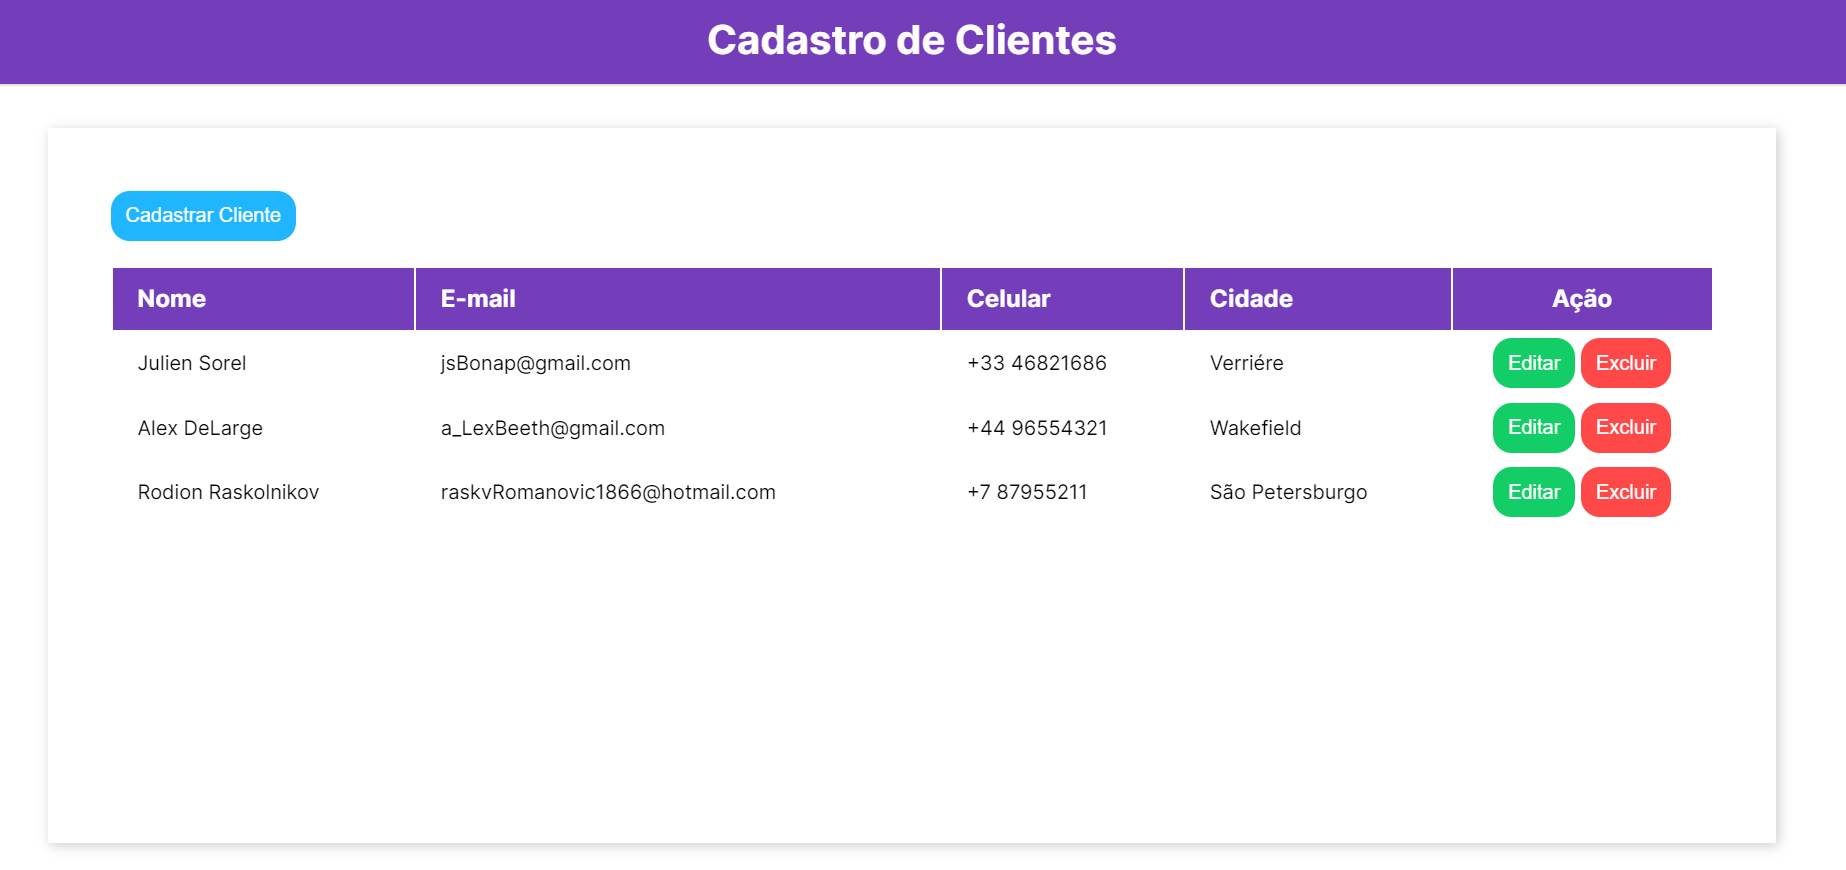 Cadastro de Clientes
Cadastrar Cliente
Nome E-mail Celular Cidade Ação
Julien Sorel jsBonap@gmail.com +33 46821686 Verriére Editar Excluir
Alex DeLarge a_LexBeeth@gmail.com +44 96554321 Wakefield Editar Excluir
Rodion Raskolnikov raskvRomanovic1866@hotmail.com +7 87955211 São Petersburgo Editar Excluir